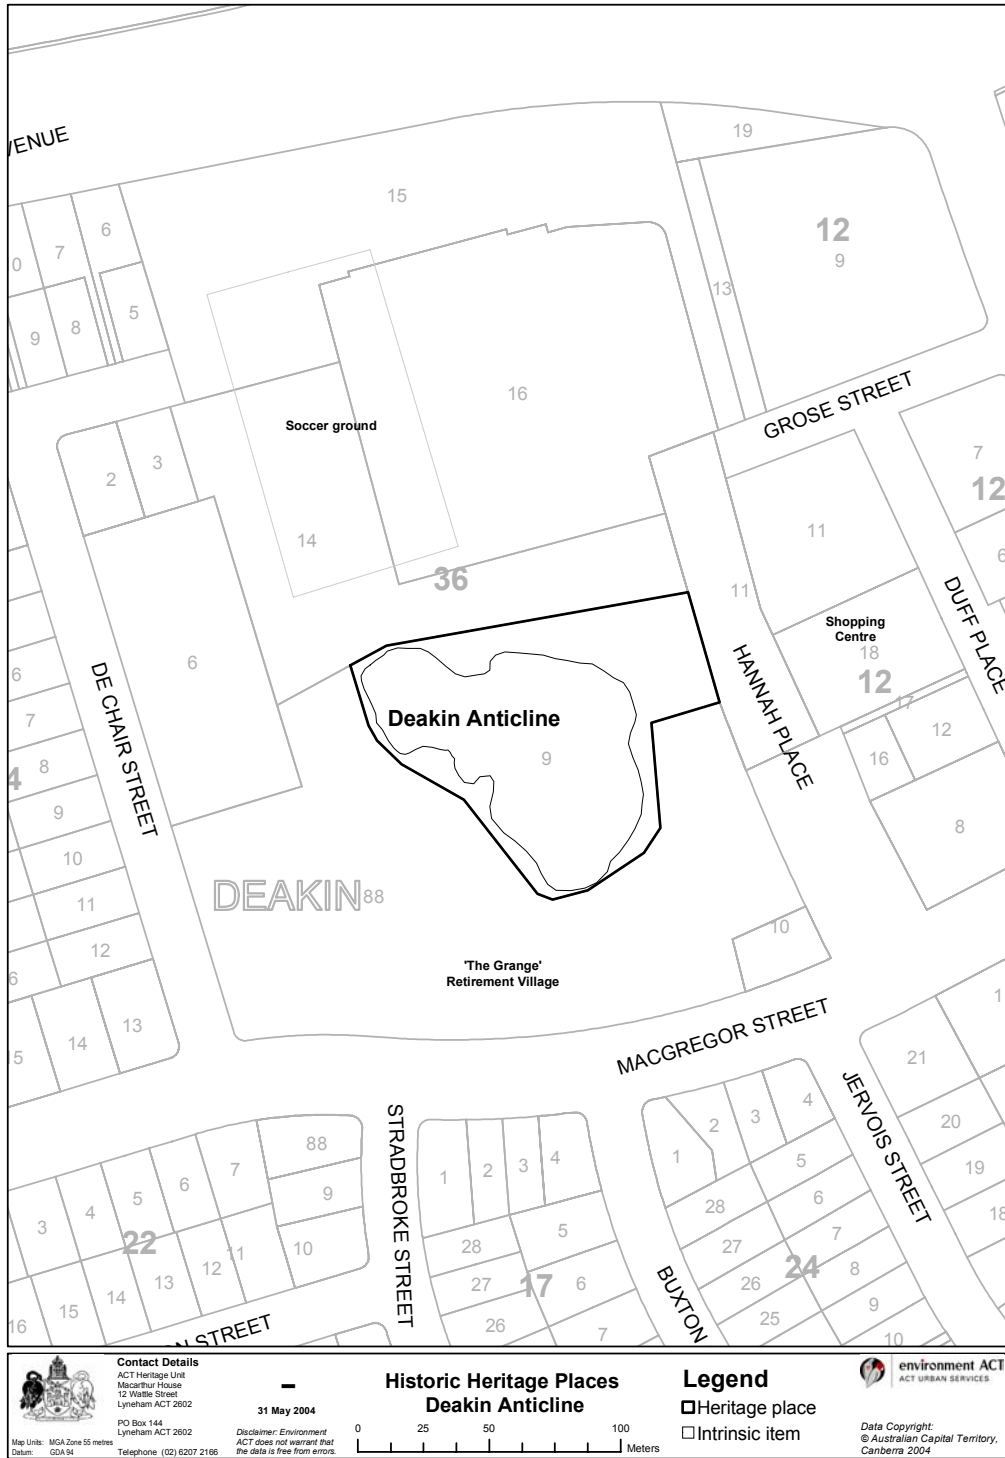 VENUE
19
15
6
7
0
12
9
13
5
8
9
16
GROSE STREET
Soccer ground
7
12
3
2
14
11
6
36
11
DUFF PLACE
Shopping
Centre
18
12
17
6
6
DE CHAIR STREET
HANNAH PLACE
7
Deakin Anticline
9
12
16
8
4
9
8
10
DEAKIN
88
11
10
12
6
'The Grange'
Retirement Village
1
MACGREGOR STREET
13
14
15
21
JERVOIS STREET
4
3
2
1
20
STRADBROKE STREET
88
7
6
5
4
3
9
1
2
3
4
5
19
28
6
18
22
10
11
12
13
14
15
16
5
28
27
17
6
26
7
27
7
26
24
8
25
9
10
BUXTON
N STREET
Contact Details
ACT Heritage Unit
Macarthur House
12 Wattle Street
Lyneham ACT 2602
PO Box 144
Lyneham ACT 2602
Telephone (02) 6207 2166
Map Units: MGA Zone 55 metres
Datum: GDA 94
31 May 2004
Disclaimer: Environment
ACT does not warrant that
the data is free from errors.
Historic Heritage Places
Deakin Anticline
0 25 50 100
Meters
Legend
Heritage place
Intrinsic item
environment ACT
ACT URBAN SERVICES
Data Copyright:
© Australian Capital Territory,
Canberra 2004